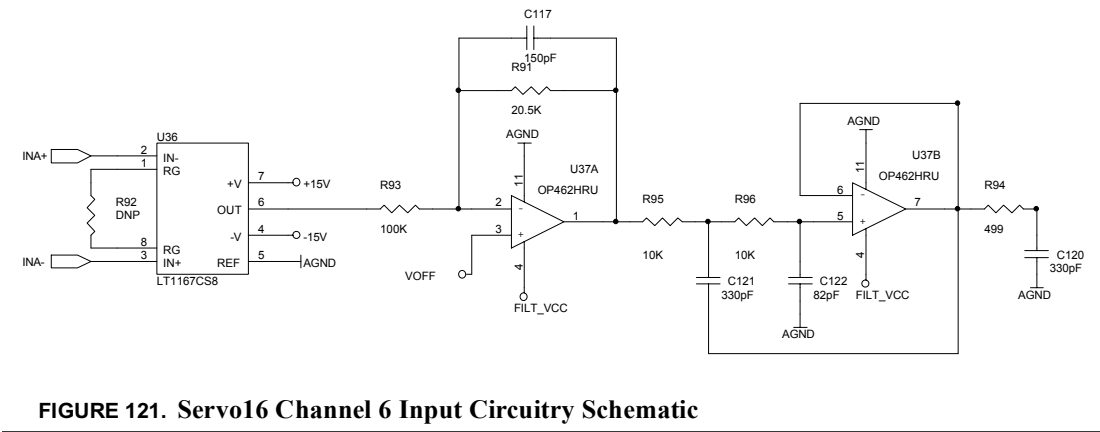 C117
150pF
R91
20.5K
AGND
AGND
U36
U37A
U37B
INA+
2
IN-
11
OP462HRU
11
OP462HRU
1
RG
+V
7
+15V
R93
6
R94
R92
DNP
OUT
6
2
-
1
R95
R96
-
7
100K
3
+
5
+
499
-V
4
-15V
10K
10K
C120
8
RG
4
4
330pF
INA-
3
IN+
REF
5
AGND
VOFF
C121
C122
330pF
82pF
FILT_VCC
AGND
LT1167CS8
FILT_VCC
AGND
FIGURE 121. Servo16 Channel 6 Input Circuitry Schematic